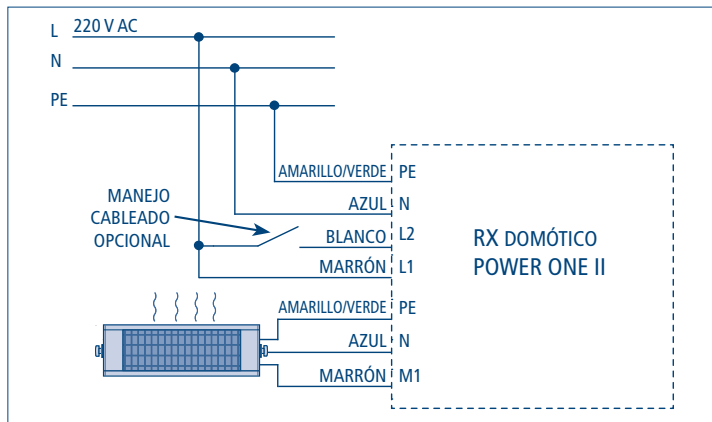 L 220 V AC
N
PE
AMARILLO/VERDE PE
MANEJO
CABLEADO
OPCIONAL
AZUL N
BLANCO L2
MARRÓN L1
RX DOMÓTICO
POWER ONE II
AMARILLO/VERDE PE
AZUL N
MARRÓN M1